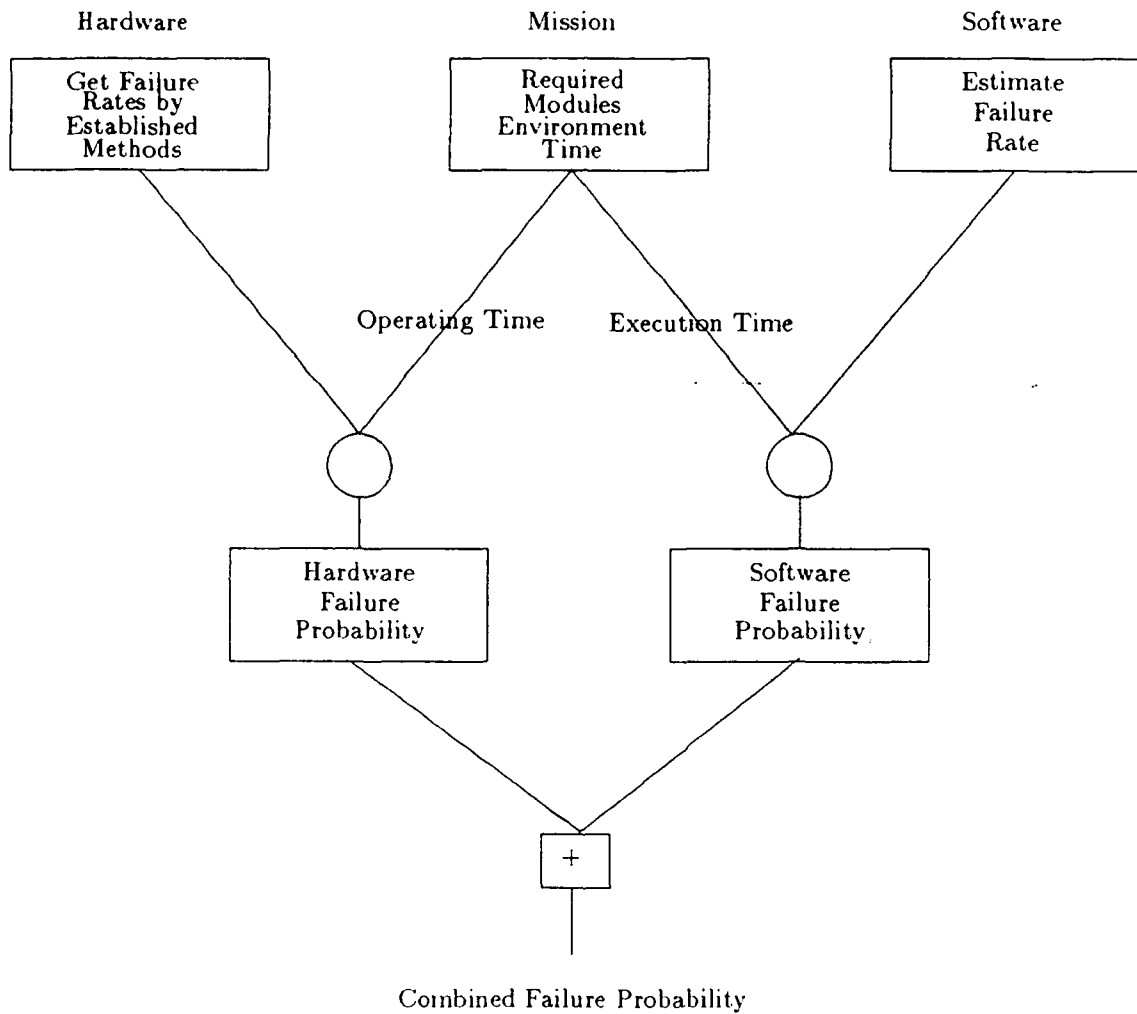 Hardware
Mission
Software
Get Failure
Rates by
Established
Methods
Required
Modules
Environment
Time
Estimate
Failure
Rate
Operating Time
Execution Time
Hardware
Failure
Probability
Software
Failure
Probability
+
Combined Failure Probability